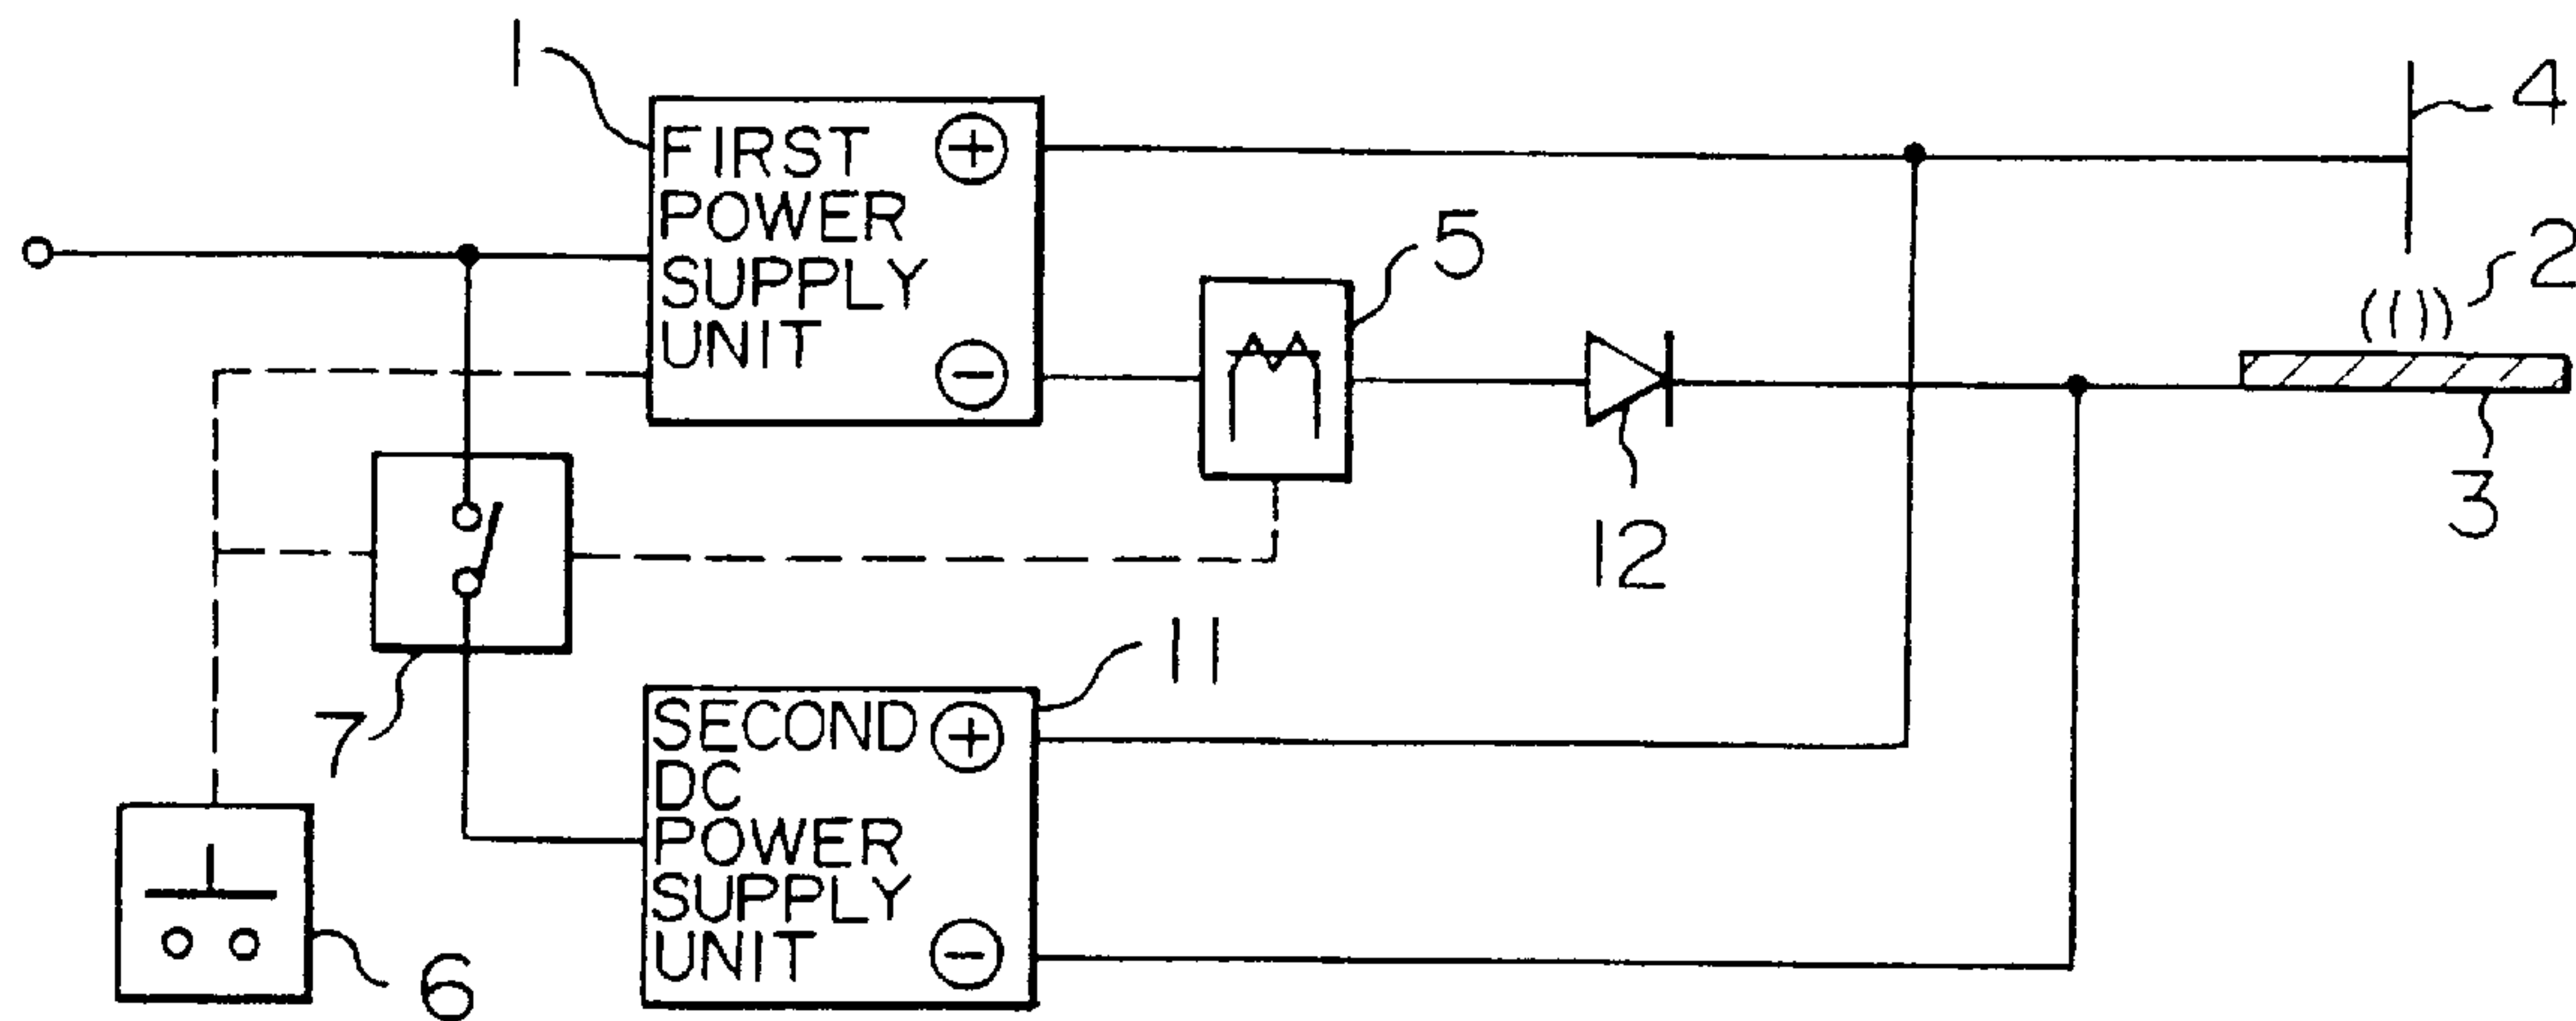 1
FIRST
POWER
SUPPLY
UNIT
+
−
4
2
5
3
12
7
11
SECOND
DC
POWER
SUPPLY
UNIT
+
−
6